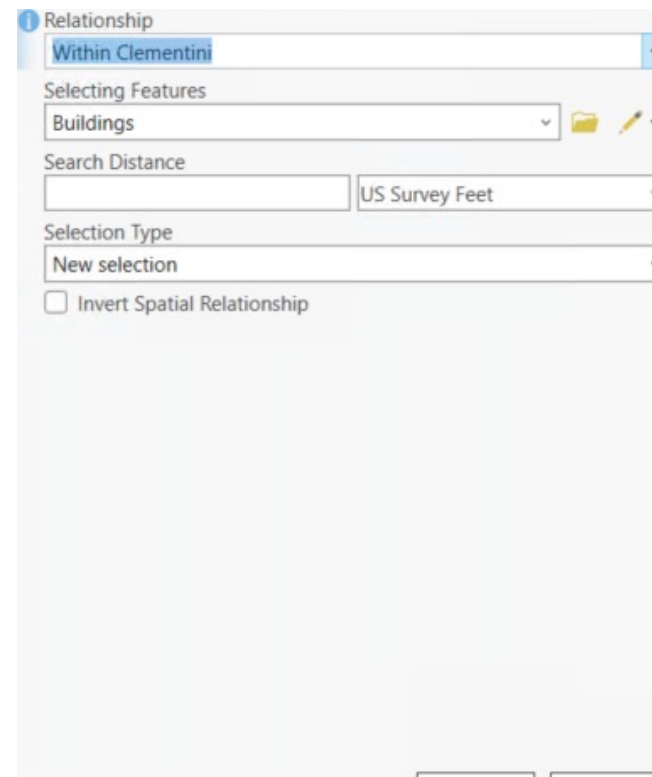 Relationship
Within Clementini
Selecting Features
Buildings
Search Distance
US Survey Feet
Selection Type
New selection
Invert Spatial Relationship